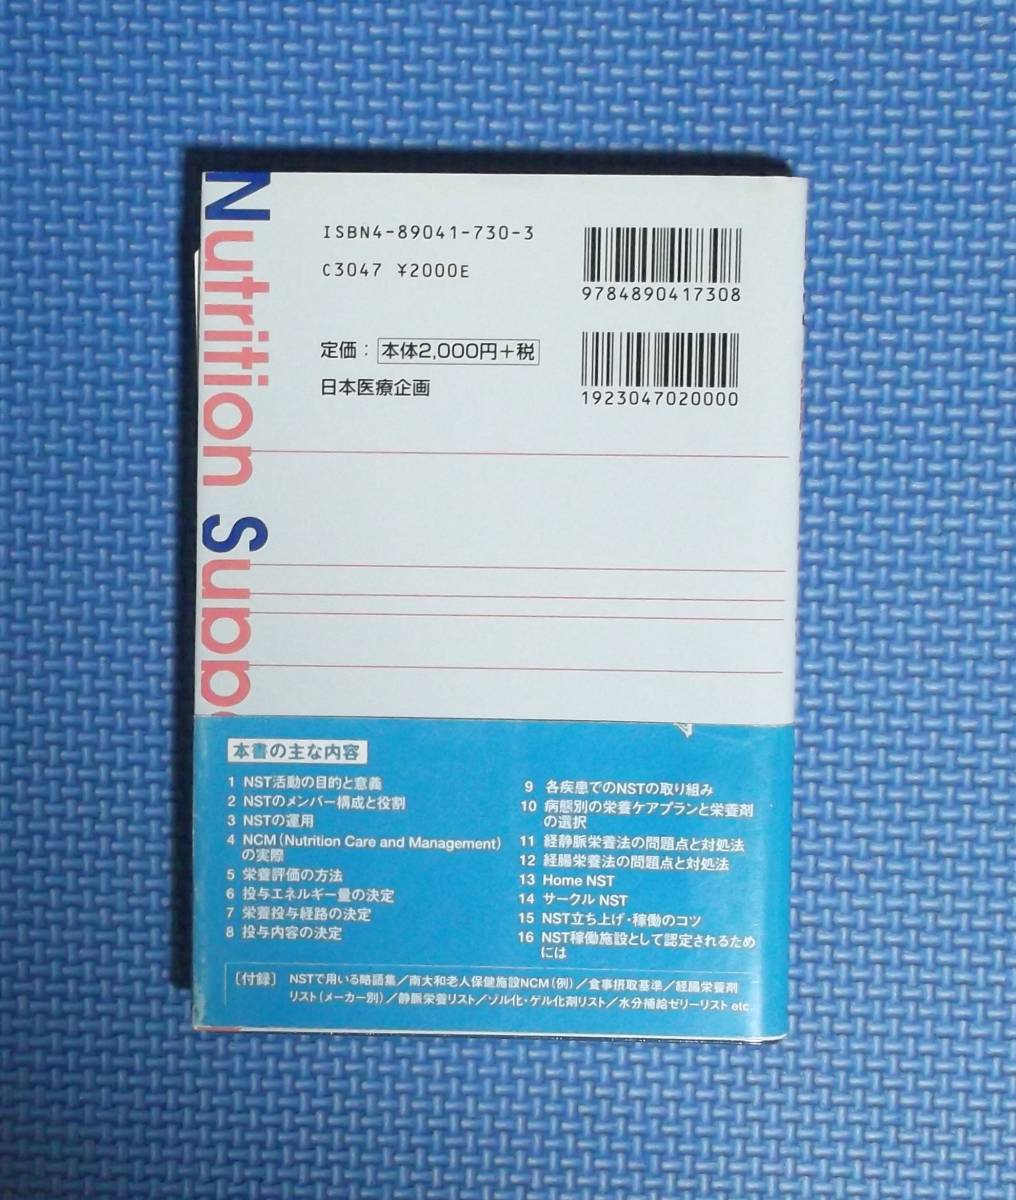 Nutrition Suppo
ISBN4-89041-730-3
C3047 ¥2000E
9784890417308
定価：本体2,000円+税
日本医療企画
1923047020000
本書の主な内容
1 NST活動の目的と意義
2 NSTのメンバー構成と役割
3 NSTの運用
4 NCM(Nutrition Care and Management)
の実際
5 栄養評価の方法
6 投与エネルギー量の決定
7 栄養投与経路の決定
8 投与内容の決定
9 各疾患でのNSTの取り組み
10 病態別の栄養ケアプランと栄養剤
の選択
11 経静脈栄養法の問題点と対処法
12 経腸栄養法の問題点と対処法
13 Home NST
14 サークル NST
15 NST立ち上げ・稼働のコツ
16 NST稼働施設として認定されるため
には
〔付録〕 NSTで用いる略語集／南大和老人保健施設NCM(例)／食事摂取基準／経腸栄養剤
リスト(メーカー別)／静脈栄養リスト／ゾル化・ゲル化剤リスト／水分補給ゼリーリスト etc.